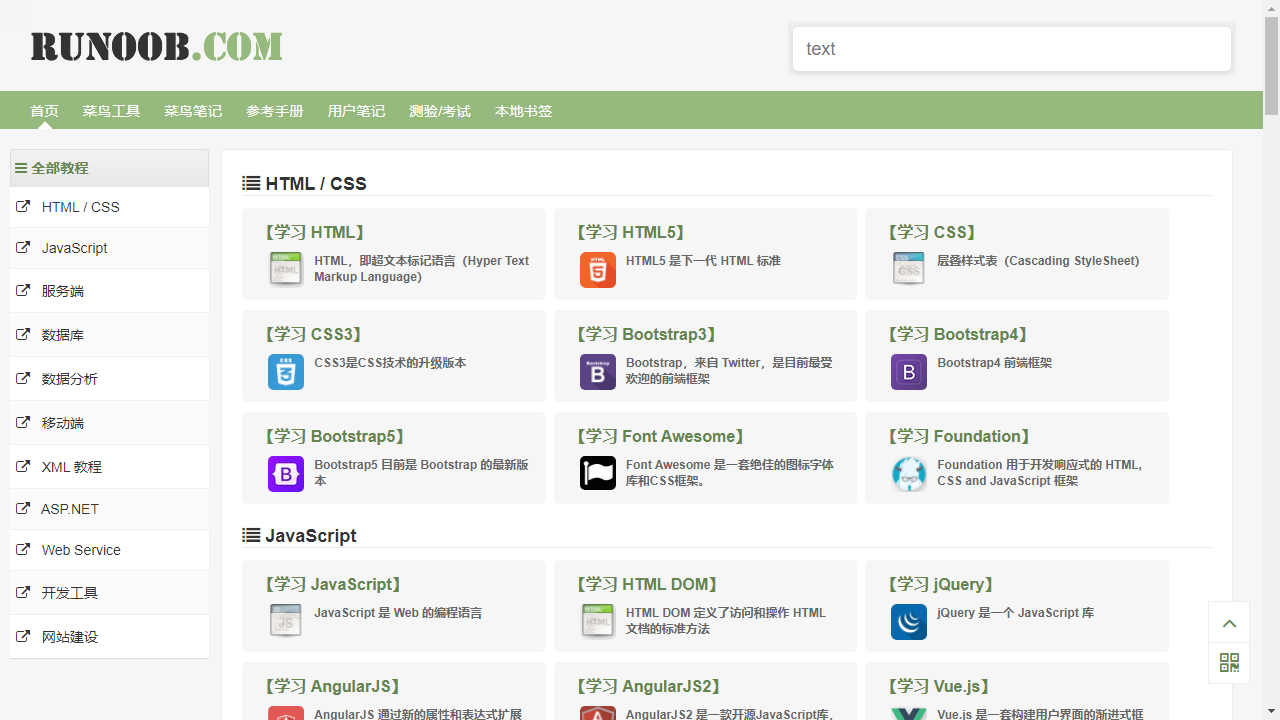 RUNOOB.COM
text
首页 菜鸟工具 菜鸟笔记 参考手册 用户笔记 测验/考试 本地书签
全部教程
HTML / CSS
JavaScript
服务端
数据库
数据分析
移动端
XML 教程
ASP.NET
Web Service
开发工具
网站建设
HTML / CSS
【学习 HTML】
HTML，即超文本标记语言（Hyper Text
Markup Language）
【学习 HTML5】
HTML5 是下一代 HTML 标准
【学习 CSS】
层叠样式表（Cascading StyleSheet）
【学习 CSS3】
CSS3是CSS技术的升级版本
【学习 Bootstrap3】
Bootstrap，来自 Twitter，是目前最受
欢迎的前端框架
【学习 Bootstrap4】
Bootstrap4 前端框架
【学习 Bootstrap5】
Bootstrap5 目前是 Bootstrap 的最新版
本
【学习 Font Awesome】
Font Awesome 是一套绝佳的图标字体
库和CSS框架。
【学习 Foundation】
Foundation 用于开发响应式的 HTML,
CSS and JavaScript 框架
JavaScript
【学习 JavaScript】
JavaScript 是 Web 的编程语言
【学习 HTML DOM】
HTML DOM 定义了访问和操作 HTML
文档的标准方法
【学习 jQuery】
jQuery 是一个 JavaScript 库
【学习 AngularJS】
AngularJS 通过新的属性和表达式扩展
【学习 AngularJS2】
AngularJS2 是一款开源JavaScript库，
【学习 Vue.js】
Vue.js 是一套构建用户界面的渐进式框